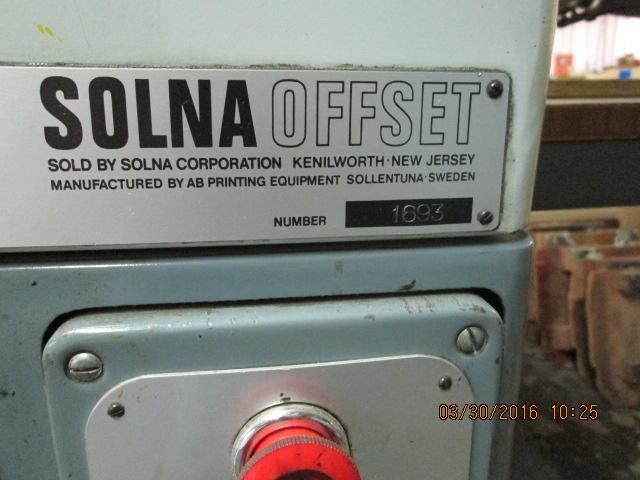 SOLNA OFFSET
SOLD BY SOLNA CORPORATION KENILWORTH·NEW JERSEY
MANUFACTURED BY AB PRINTING EQUIPMENT SOLLENTUNA·SWEDEN
NUMBER 1693
03/30/2016 10:25